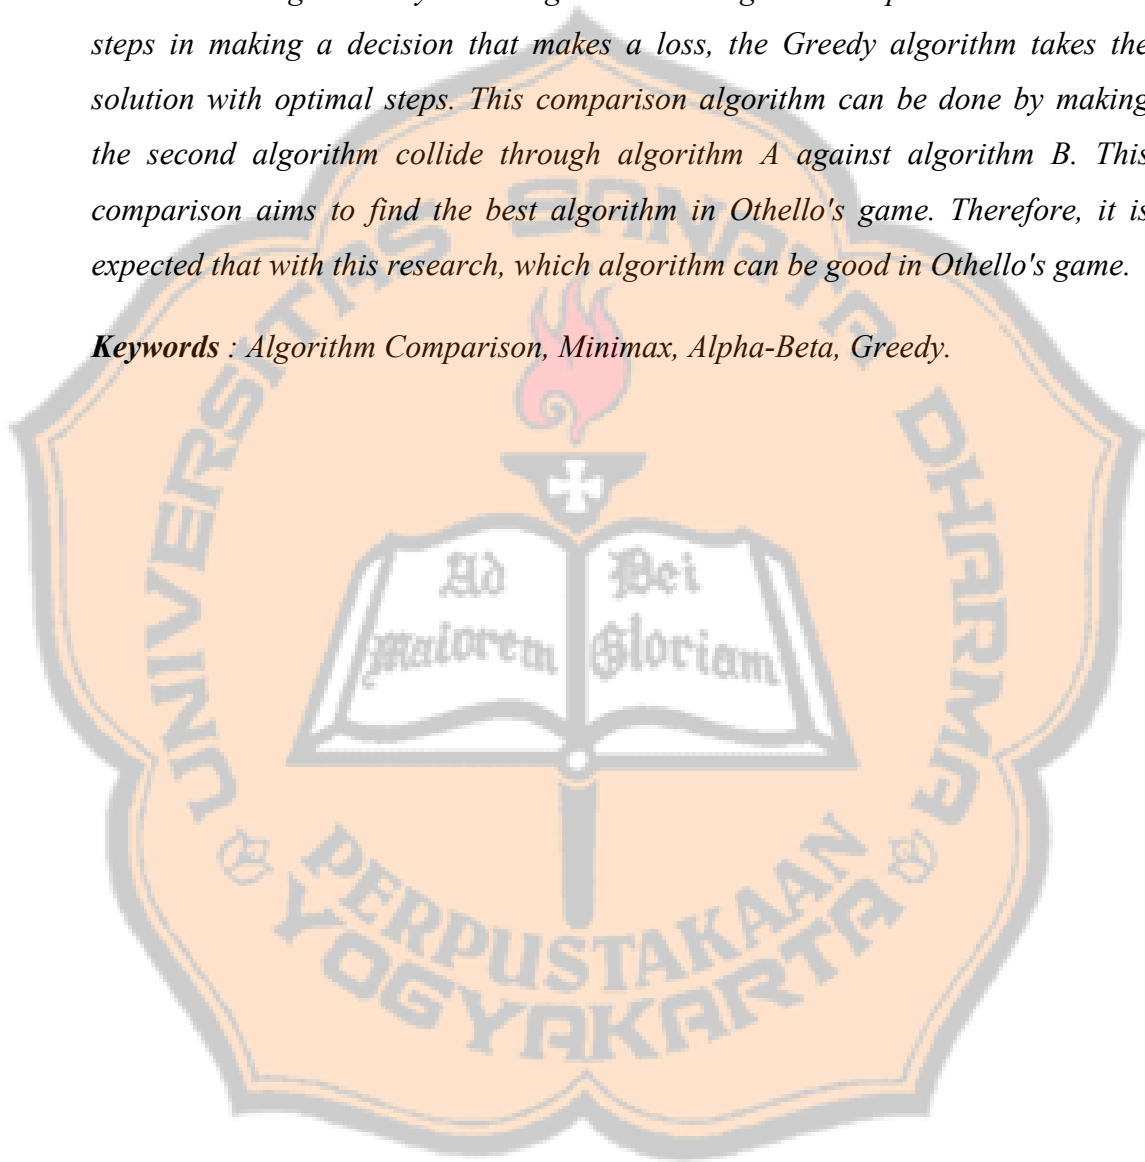 steps in making a decision that makes a loss, the Greedy algorithm takes the
solution with optimal steps. This comparison algorithm can be done by making
the second algorithm collide through algorithm A against algorithm B. This
comparison aims to find the best algorithm in Othello's game. Therefore, it is
expected that with this research, which algorithm can be good in Othello's game.
Keywords : Algorithm Comparison, Minimax, Alpha-Beta, Greedy.
UNIVERSITAS SANATA DHARMA
Ad Dei
maiorem Gloriam
PERPUSTAKAAN
YOGYAKARTA